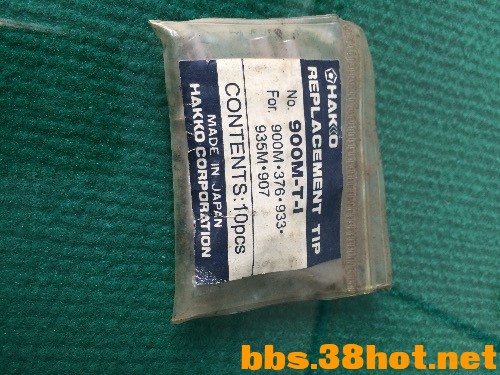 HAKKO
REPLACEMENT TIP
No. 900M-T-I
For. 900M·376·933·
935M·907
CONTENTS:10pcs
MADE IN JAPAN
HAKKO CORPORATION
bbs.38hot.net